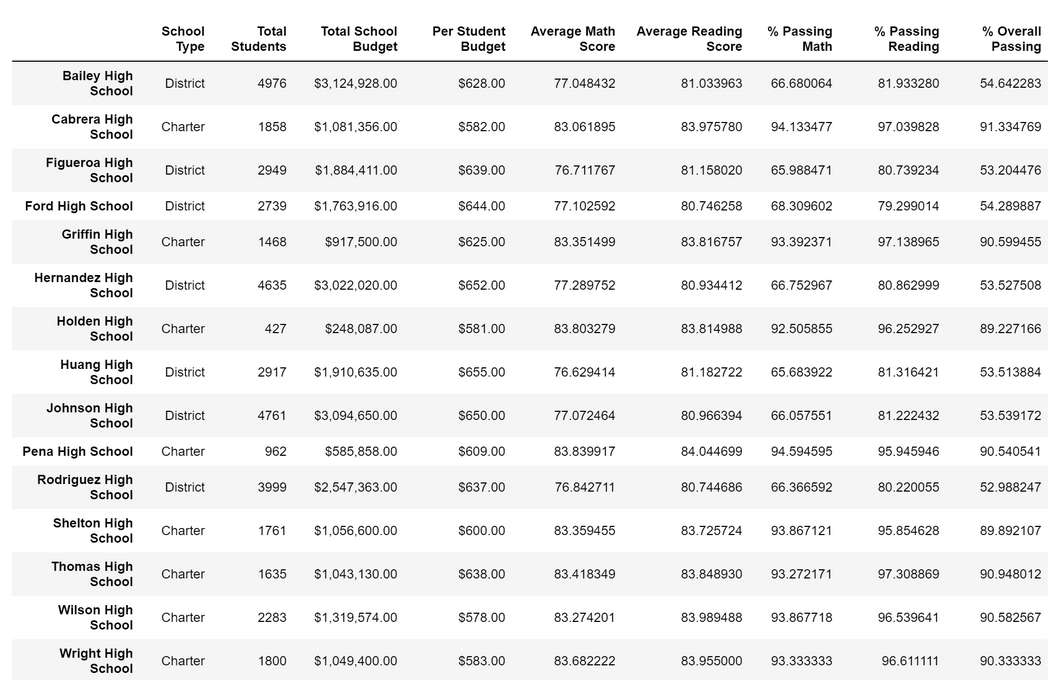 School Type Total Students Total School Budget Per Student Budget Average Math Score Average Reading Score % Passing Math % Passing Reading % Overall Passing
Bailey High School District 4976 $3,124,928.00 $628.00 77.048432 81.033963 66.680064 81.933280 54.642283
Cabrera High School Charter 1858 $1,081,356.00 $582.00 83.061895 83.975780 94.133477 97.039828 91.334769
Figueroa High School District 2949 $1,884,411.00 $639.00 76.711767 81.158020 65.988471 80.739234 53.204476
Ford High School District 2739 $1,763,916.00 $644.00 77.102592 80.746258 68.309602 79.299014 54.289887
Griffin High School Charter 1468 $917,500.00 $625.00 83.351499 83.816757 93.392371 97.138965 90.599455
Hernandez High School District 4635 $3,022,020.00 $652.00 77.289752 80.934412 66.752967 80.862999 53.527508
Holden High School Charter 427 $248,087.00 $581.00 83.803279 83.814988 92.505855 96.252927 89.227166
Huang High School District 2917 $1,910,635.00 $655.00 76.629414 81.182722 65.683922 81.316421 53.513884
Johnson High School District 4761 $3,094,650.00 $650.00 77.072464 80.966394 66.057551 81.222432 53.539172
Pena High School Charter 962 $585,858.00 $609.00 83.839917 84.044699 94.594595 95.945946 90.540541
Rodriguez High School District 3999 $2,547,363.00 $637.00 76.842711 80.744686 66.366592 80.220055 52.988247
Shelton High School Charter 1761 $1,056,600.00 $600.00 83.359455 83.725724 93.867121 95.854628 89.892107
Thomas High School Charter 1635 $1,043,130.00 $638.00 83.418349 83.848930 93.272171 97.308869 90.948012
Wilson High School Charter 2283 $1,319,574.00 $578.00 83.274201 83.989488 93.867718 96.539641 90.582567
Wright High School Charter 1800 $1,049,400.00 $583.00 83.682222 83.955000 93.333333 96.611111 90.333333